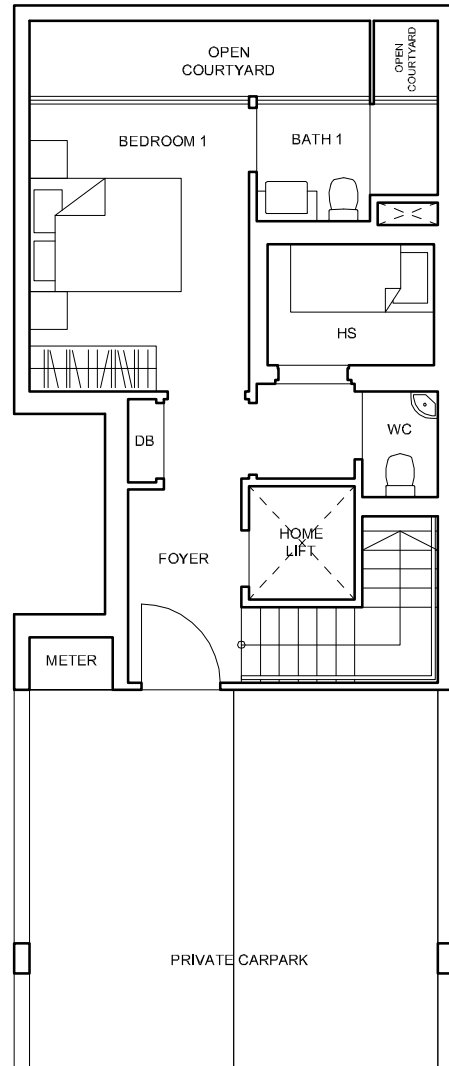 OPEN
COURTYARD
OPEN
COURTYARD
BEDROOM 1
BATH 1
HS
WC
DB
HOME
LIFT
FOYER
METER
PRIVATE CARPARK